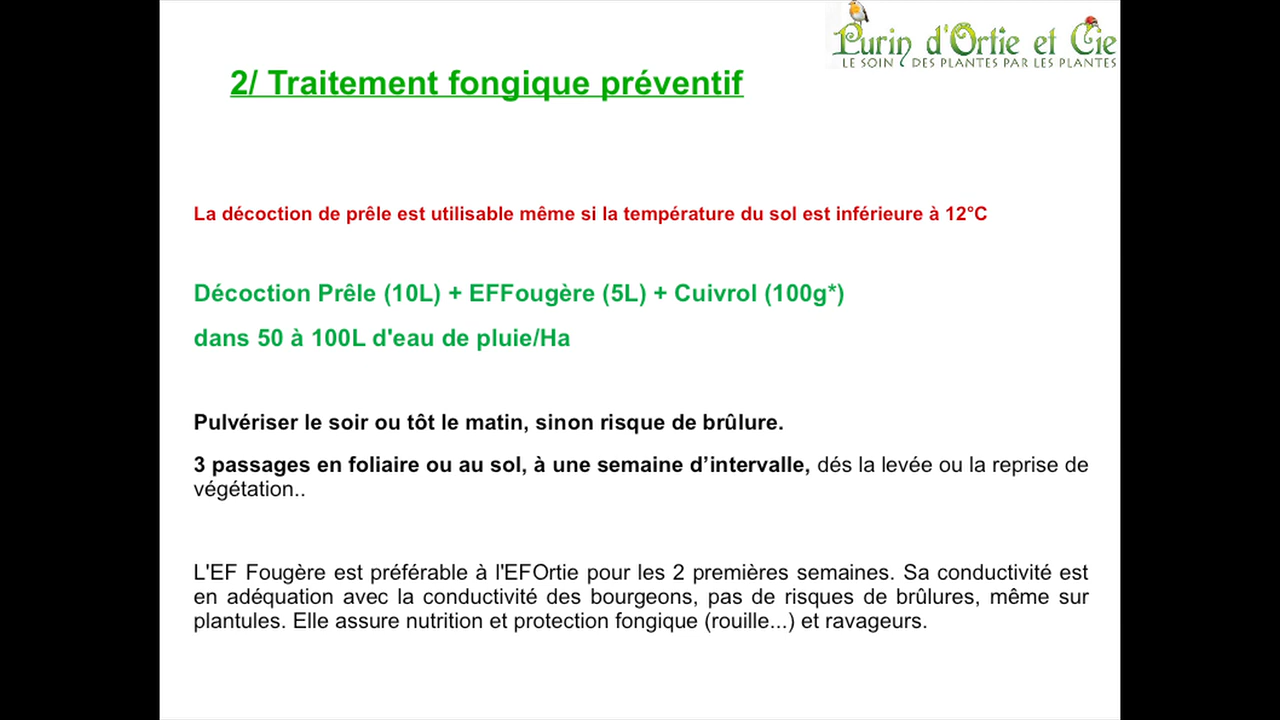 Purin d'Ortie et Cie
LE SOIN DES PLANTES PAR LES PLANTES
2/ Traitement fongique préventif
La décoction de prêle est utilisable même si la température du sol est inférieure à 12°C
Décoction Prêle (10L) + EFFougère (5L) + Cuivrol (100g*)
dans 50 à 100L d'eau de pluie/Ha
Pulvériser le soir ou tôt le matin, sinon risque de brûlure.
3 passages en foliaire ou au sol, à une semaine d’intervalle, dés la levée ou la reprise de
végétation..
L'EF Fougère est préférable à l'EFOrtie pour les 2 premières semaines. Sa conductivité est
en adéquation avec la conductivité des bourgeons, pas de risques de brûlures, même sur
plantules. Elle assure nutrition et protection fongique (rouille...) et ravageurs.